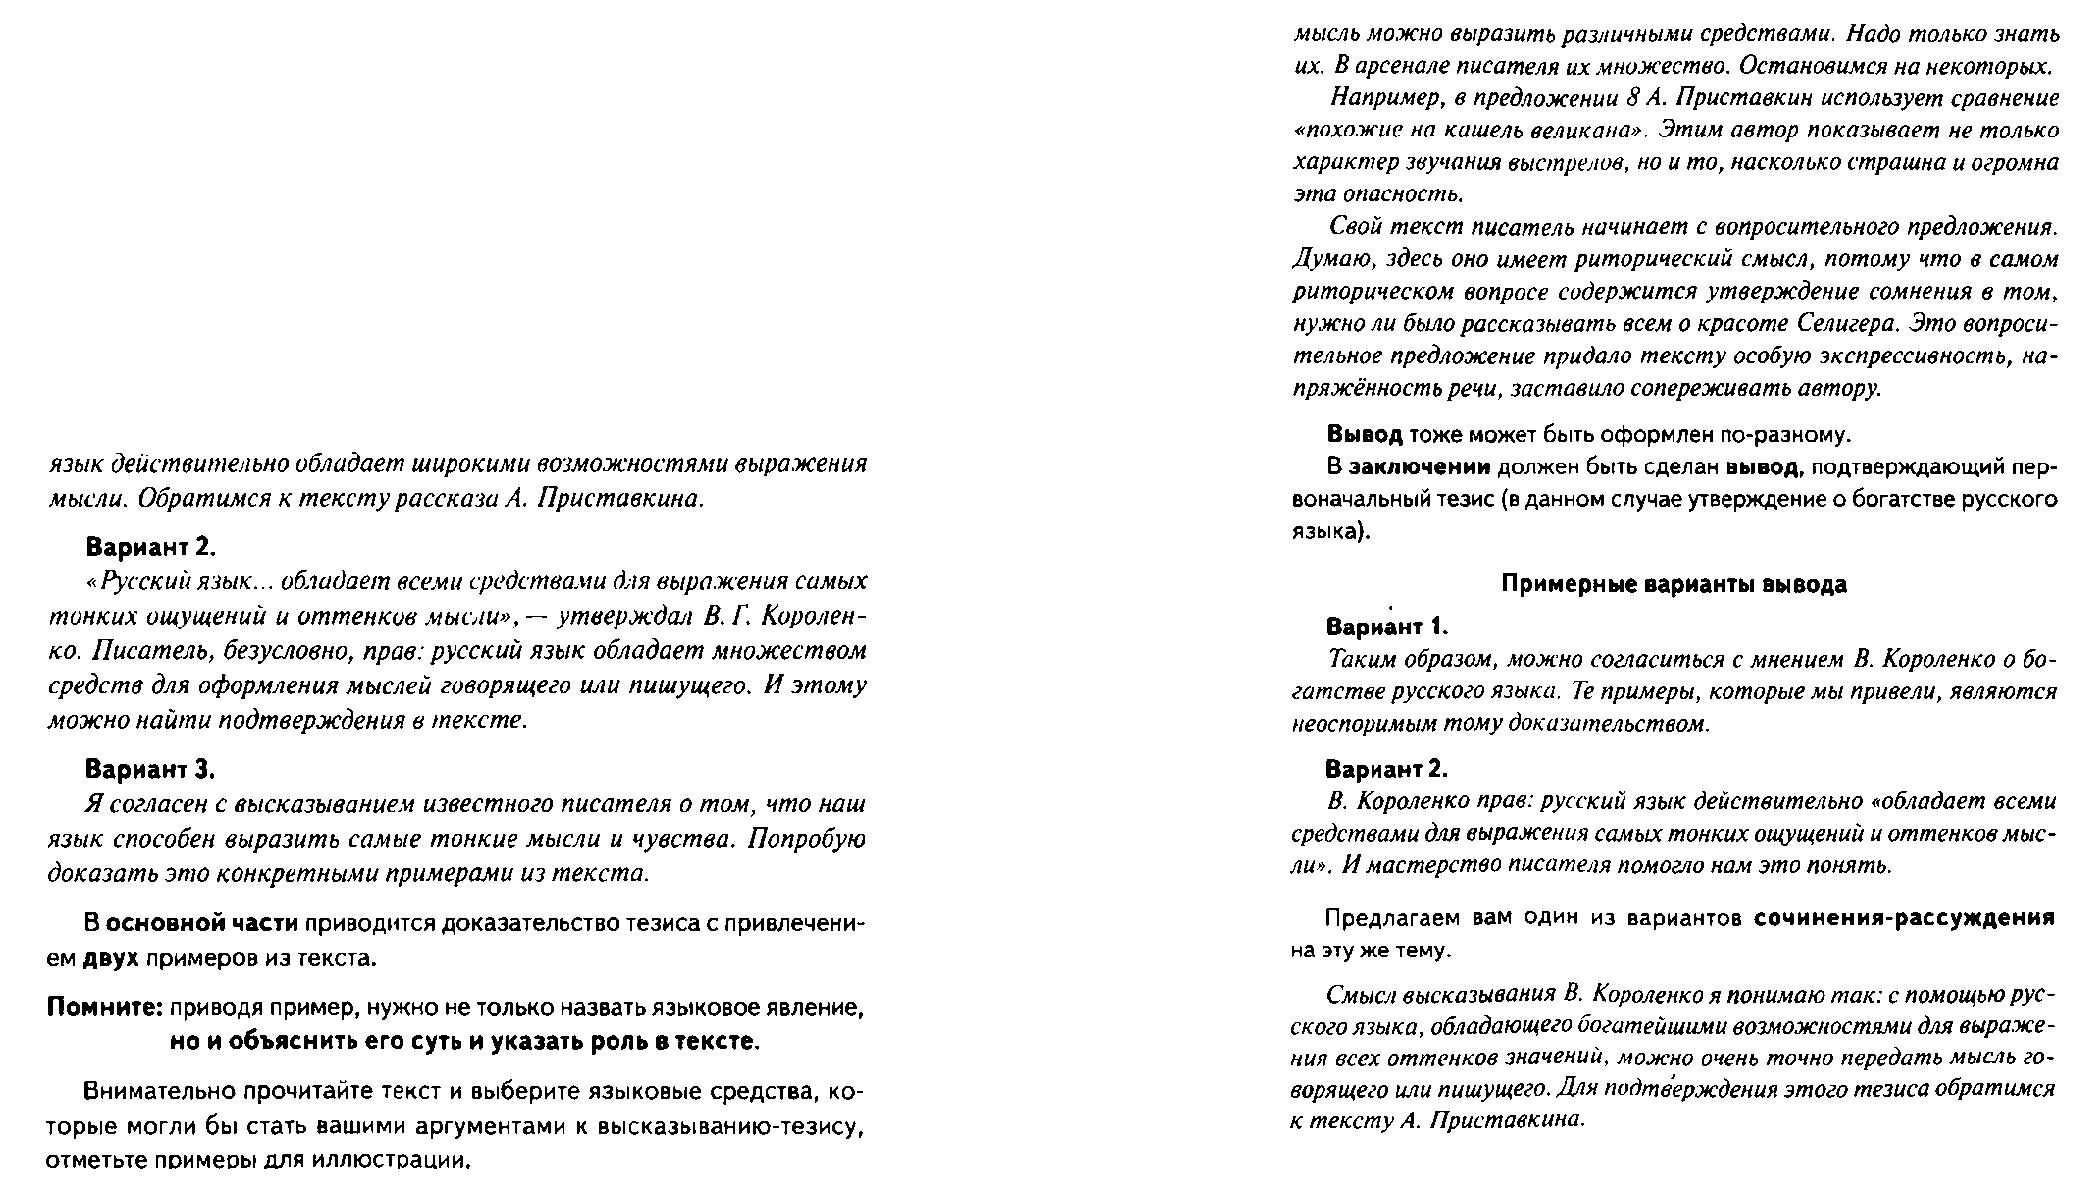 язык действительно обладает широкими возможностями выражения
мысли. Обратимся к тексту рассказа А. Приставкина.
Вариант 2.
«Русский язык... обладает всеми средствами для выражения самых
тонких ощущений и оттенков мысли», — утверждал В. Г. Королен-
ко. Писатель, безусловно, прав: русский язык обладает множеством
средств для оформления мыслей говорящего или пишущего. И этому
можно найти подтверждения в тексте.
Вариант 3.
Я согласен с высказыванием известного писателя о том, что наш
язык способен выразить самые тонкие мысли и чувства. Попробую
доказать это конкретными примерами из текста.
В основной части приводится доказательство тезиса с привлечени-
ем двух примеров из текста.
Помните: приводя пример, нужно не только назвать языковое явление,
но и объяснить его суть и указать роль в тексте.
Внимательно прочитайте текст и выберите языковые средства, ко-
торые могли бы стать вашими аргументами к высказыванию-тезису,
отметьте примеры для иллюстрации.
мысль можно выразить различными средствами. Надо только знать
их. В арсенале писателя их множество. Остановимся на некоторых.
Например, в предложении 8 А. Приставкин использует сравнение
«похожие на кашель великана». Этим автор показывает не только
характер звучания выстрелов, но и то, насколько страшна и огромна
эта опасность.
Свой текст писатель начинает с вопросительного предложения.
Думаю, здесь оно имеет риторический смысл, потому что в самом
риторическом вопросе содержится утверждение сомнения в том,
нужно ли было рассказывать всем о красоте Селигера. Это вопроси-
тельное предложение придало тексту особую экспрессивность, на-
пряжённость речи, заставило сопереживать автору.
Вывод тоже может быть оформлен по-разному.
В заключении должен быть сделан вывод, подтверждающий пер-
воначальный тезис (в данном случае утверждение о богатстве русского
языка).
Примерные варианты вывода
Вариант 1.
Таким образом, можно согласиться с мнением В. Короленко о бо-
гатстве русского языка. Те примеры, которые мы привели, являются
неоспоримым тому доказательством.
Вариант 2.
В. Короленко прав: русский язык действительно «обладает всеми
средствами для выражения самых тонких ощущений и оттенков мыс-
ли». И мастерство писателя помогло нам это понять.
Предлагаем вам один из вариантов сочинения-рассуждения
на эту же тему.
Смысл высказывания В. Короленко я понимаю так: с помощью рус-
ского языка, обладающего богатейшими возможностями для выраже-
ния всех оттенков значений, можно очень точно передать мысль го-
ворящего или пишущего. Для подтверждения этого тезиса обратимся
к тексту А. Приставкина.